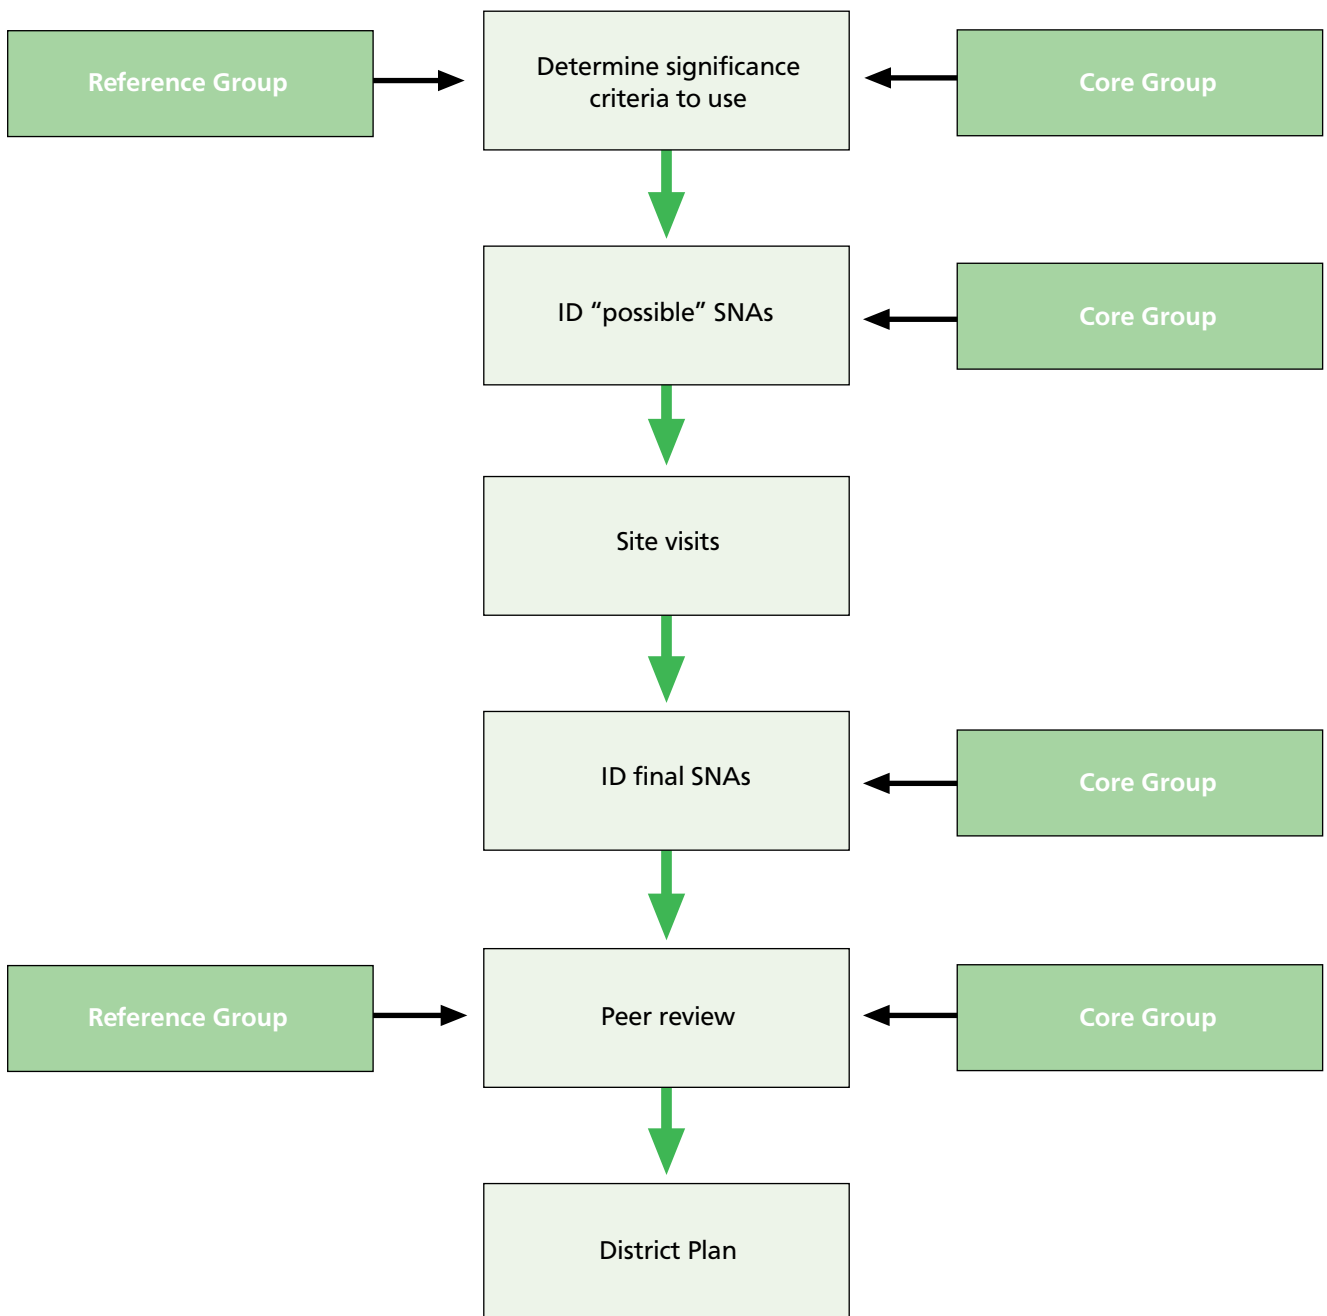 Reference Group
Determine significance
criteria to use
Core Group
ID “possible” SNAs
Core Group
Site visits
ID final SNAs
Core Group
Reference Group
Peer review
Core Group
District Plan